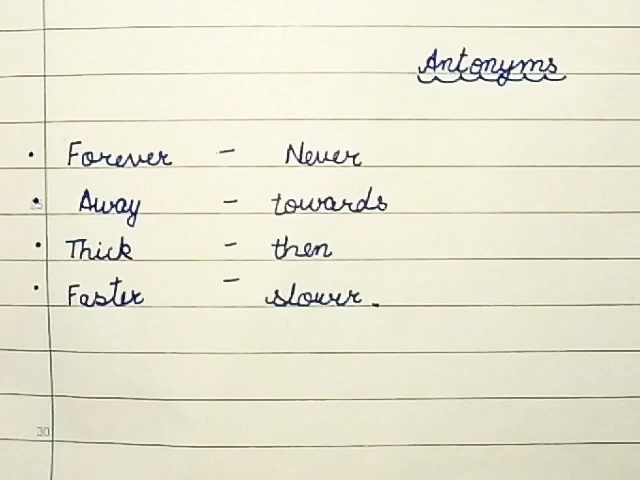 Antonyms
• Forever - Never
• Away - towards
• Thick - then
• Faster - slower.
30